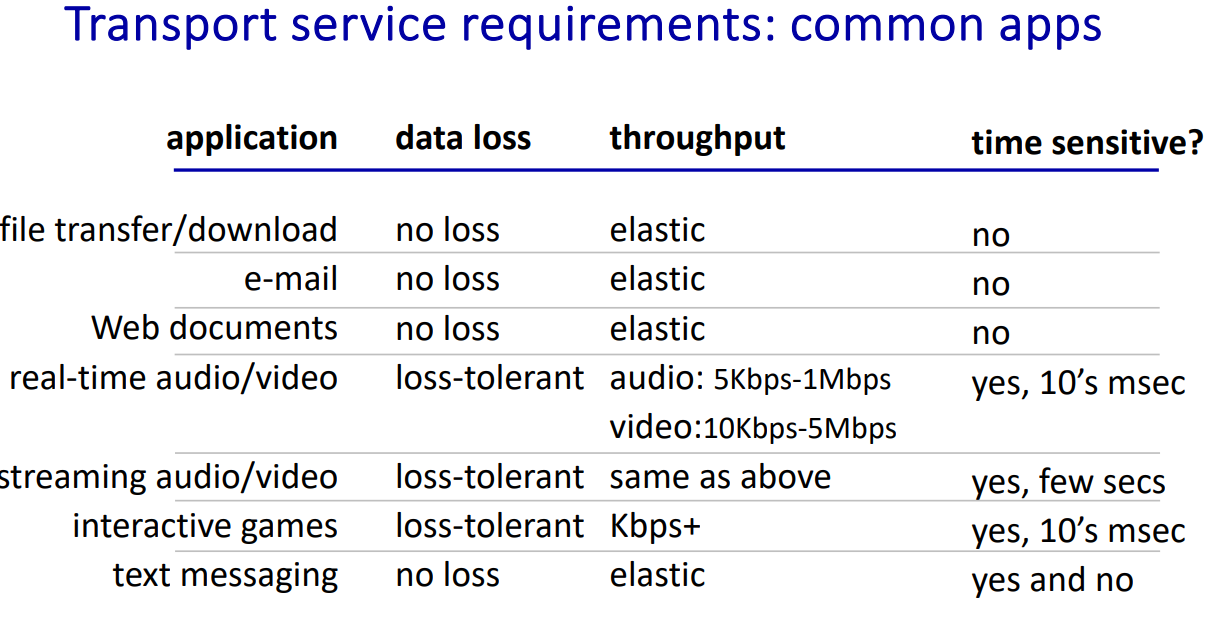 Transport service requirements: common apps
application data loss throughput time sensitive?
file transfer/download no loss elastic no
e-mail no loss elastic no
Web documents no loss elastic no
real-time audio/video loss-tolerant audio: 5Kbps-1Mbps yes, 10’s msec
video:10Kbps-5Mbps
streaming audio/video loss-tolerant same as above yes, few secs
interactive games loss-tolerant Kbps+ yes, 10’s msec
text messaging no loss elastic yes and no